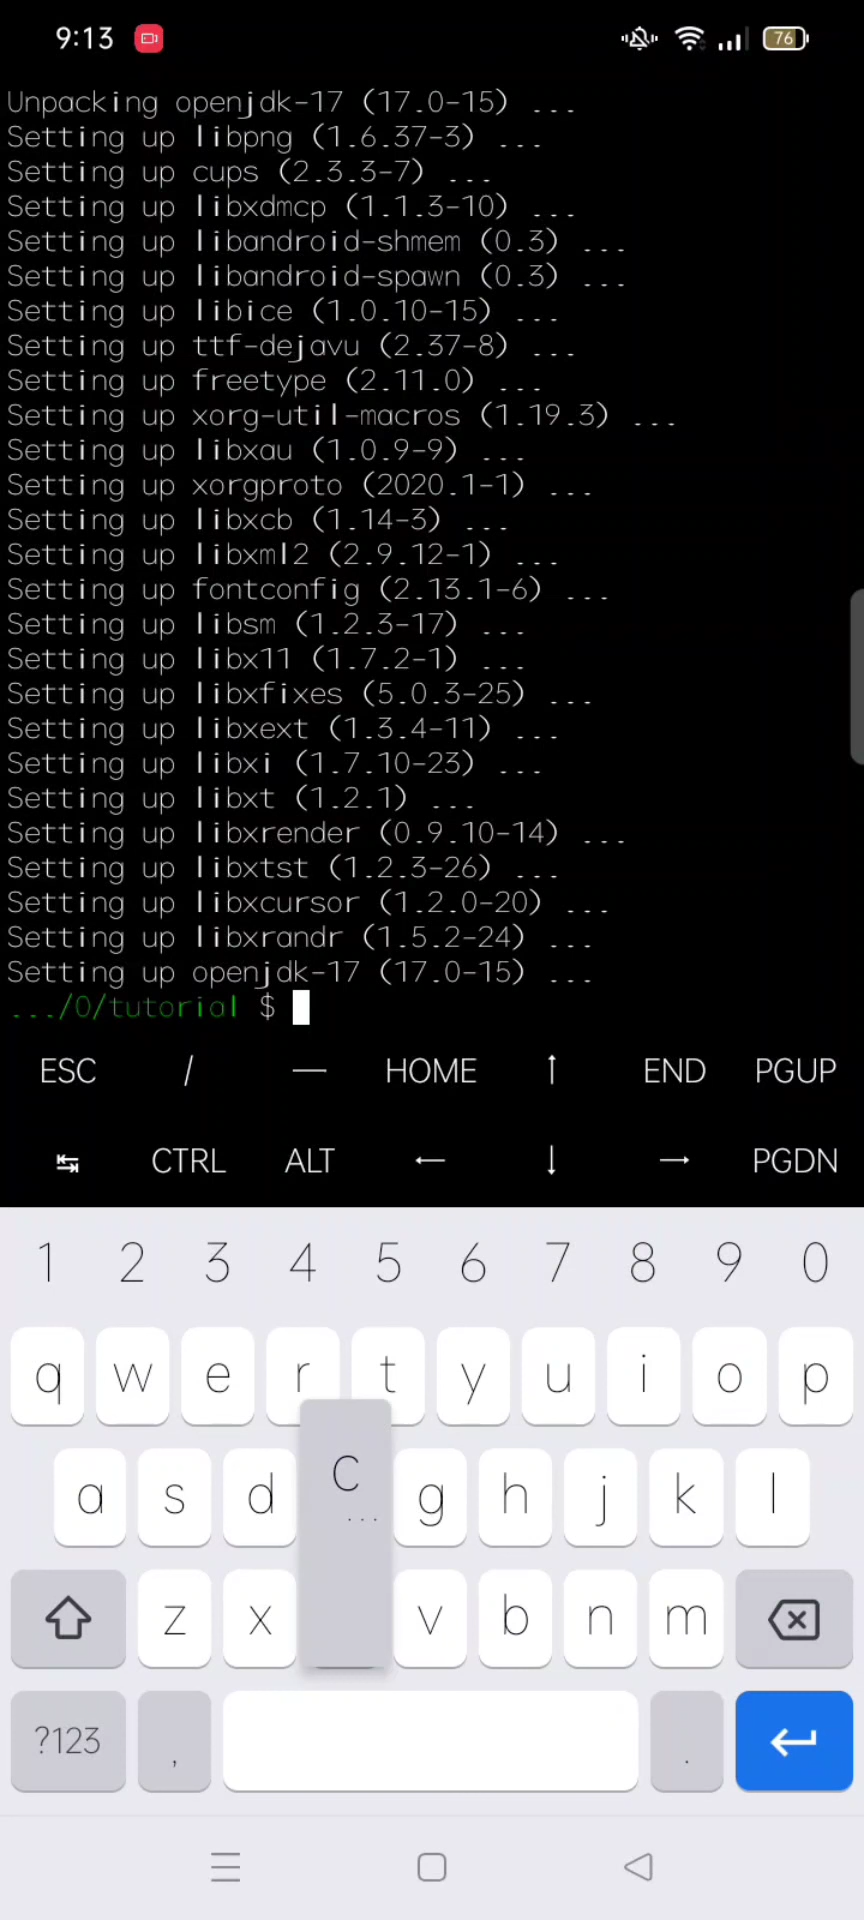 9:13
76
Unpacking openjdk-17 (17.0-15) ...
Setting up libpng (1.6.37-3) ...
Setting up cups (2.3.3-7) ...
Setting up libxdmcp (1.1.3-10) ...
Setting up libandroid-shmem (0.3) ...
Setting up libandroid-spawn (0.3) ...
Setting up libice (1.0.10-15) ...
Setting up ttf-dejavu (2.37-8) ...
Setting up freetype (2.11.0) ...
Setting up xorg-util-macros (1.19.3) ...
Setting up libxau (1.0.9-9) ...
Setting up xorgproto (2020.1-1) ...
Setting up libxcb (1.14-3) ...
Setting up libxml2 (2.9.12-1) ...
Setting up fontconfig (2.13.1-6) ...
Setting up libsm (1.2.3-17) ...
Setting up libx11 (1.7.2-1) ...
Setting up libxfixes (5.0.3-25) ...
Setting up libxext (1.3.4-11) ...
Setting up libxi (1.7.10-23) ...
Setting up libxt (1.2.1) ...
Setting up libxrender (0.9.10-14) ...
Setting up libxtst (1.2.3-26) ...
Setting up libxcursor (1.2.0-20) ...
Setting up libxrandr (1.5.2-24) ...
Setting up openjdk-17 (17.0-15) ...
.../0/tutorial $
ESC / — HOME ↑ END PGUP
↹ CTRL ALT ← ↓ → PGDN
1 2 3 4 5 6 7 8 9 0
q w e r t y u i o p
a s d c ... g h j k l
z x v b n m
?123 , .